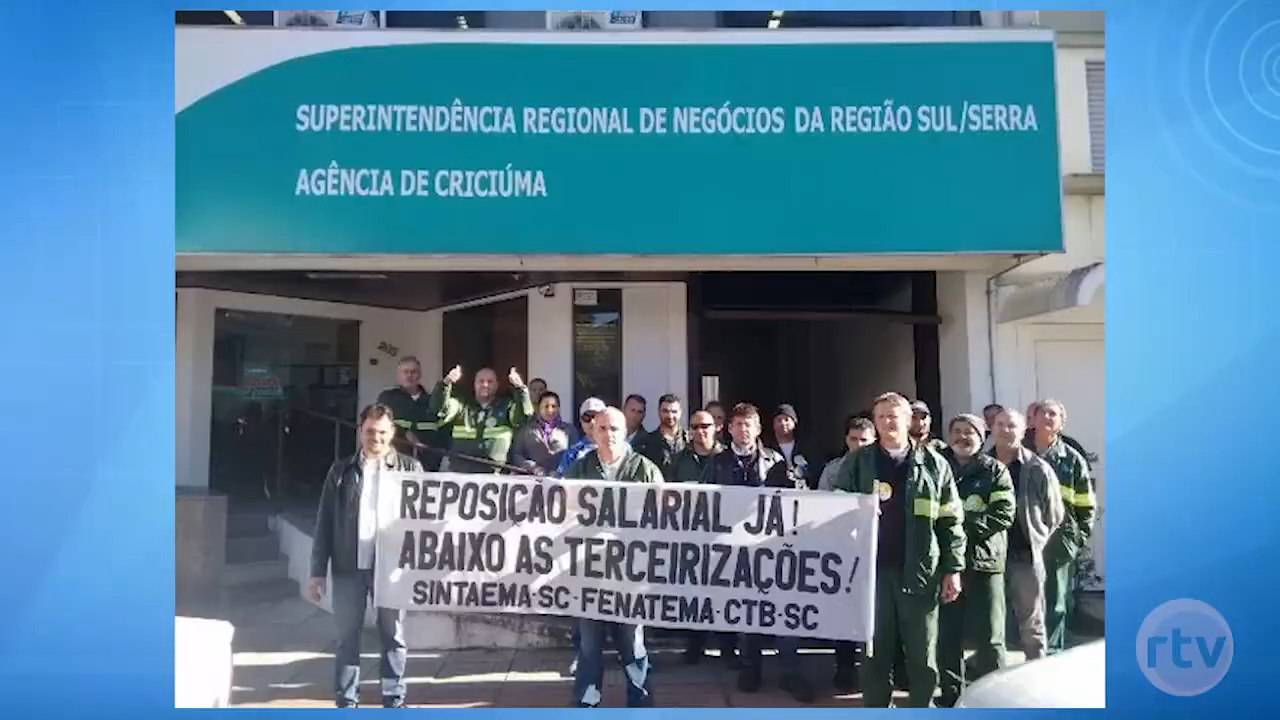 SUPERINTENDÊNCIA REGIONAL DE NEGÓCIOS DA REGIÃO SUL/SERRA
AGÊNCIA DE CRICIÚMA
REPOSIÇÃO SALARIAL JÁ!
ABAIXO AS TERCEIRIZAÇÕES!
SINTAEMA-SC-FENATEMA-CTB-SC
rtv